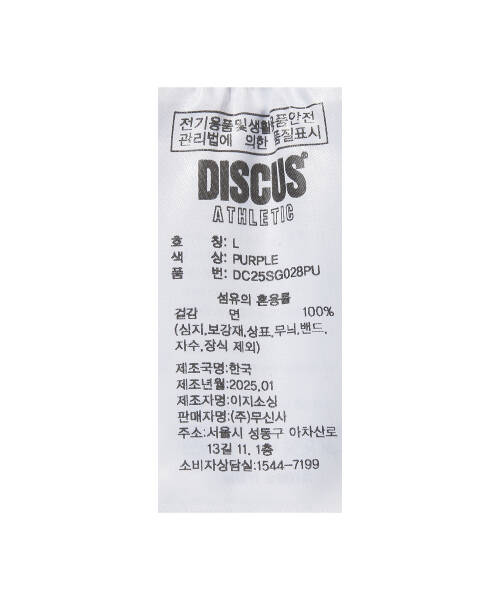 전기용품및생활용품안전
관리법에 의한 품질표시
DISCUS®
ATHLETIC
호 칭: L
색 상: PURPLE
품 번: DC25SG028PU
섬유의 혼용률
겉감 면 100%
(심지,보강재,상표,무늬,밴드,
자수,장식 제외)
제조국명:한국
제조년월:2025.01
제조자명:이지소싱
판매자명:(주)무신사
주소:서울시 성동구 아차산로
13길 11. 1층
소비자상담실:1544-7199